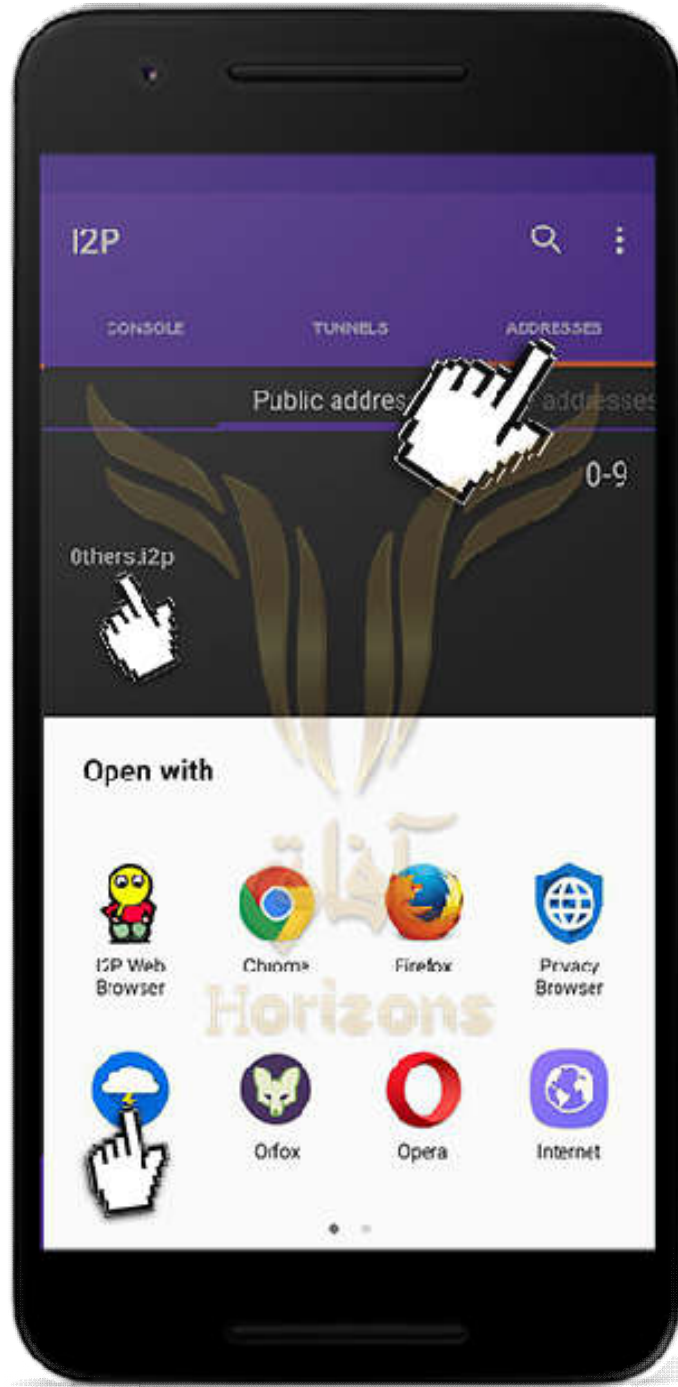 I2P
CONSOLE TUNNELS ADDRESSES
Public addres addresses
0-9
0thers.i2p
Open with
آفاق
Horizons
I2P Web Chrome Firefox Privacy
Browser Browser
Orfox Opera Internet